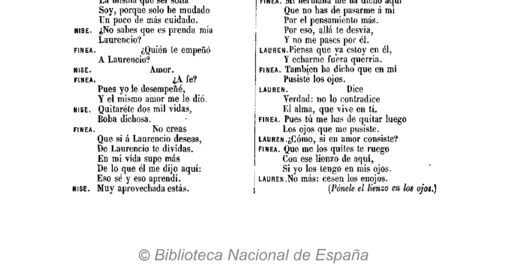 La misma que ser solía
Soy, porque solo he mudado
Un poco de más cuidado.
NISE. ¿No sabes que es prenda mia
Laurencio?
FINEA. ¿Quién te empeñó
A Laurencio?
NISE. Amor.
FINEA. ¿A fe?
Pues yo le desempeñé,
Y el mismo amor me le dió.
NISE. Quitaréte dos mil vidas,
Boba dichosa.
FINEA. No creas
Que si á Laurencio deseas,
De Laurencio te dividas.
En mi vida supe más
De lo que él me dijo aquí:
Eso sé y eso aprendí.
NISE. Muy aprovechada estás.
FINEA. Mi hermana me ha dicho aquí
Que no has de pasarme á mí
Por el pensamiento más.
Por eso, allá te desvia,
Y no me pases por él.
LAUREN. Piensa que ya estoy en él,
Y echarme fuera querria.
FINEA. Tambien ha dicho que en mí
Pusiste los ojos.
LAUREN. Dice
Verdad: no lo contradice
El alma, que vive en tí.
FINEA. Pues tú me has de quitar luego
Los ojos que me pusiste.
LAUREN. ¿Cómo, si en amor consiste?
FINEA. Que me los quites te ruego
Con ese lienzo de aquí,
Si yo los tengo en mis ojos.
LAUREN. No más: cesen los enojos.
(Pónele el lienzo en los ojos.)
© Biblioteca Nacional de España